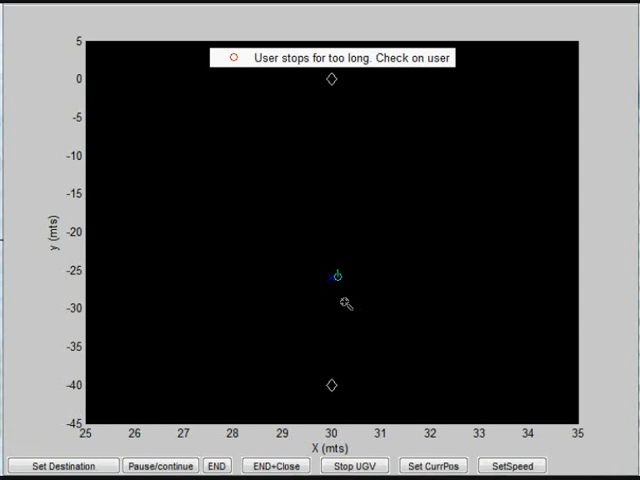 User stops for too long. Check on user
5
0
-5
-10
-15
-20
-25
-30
-35
-40
-45
y (mts)
25 26 27 28 29 30 31 32 33 34 35
X (mts)
Set Destination Pause/continue END END+Close Stop UGV Set CurrPos SetSpeed